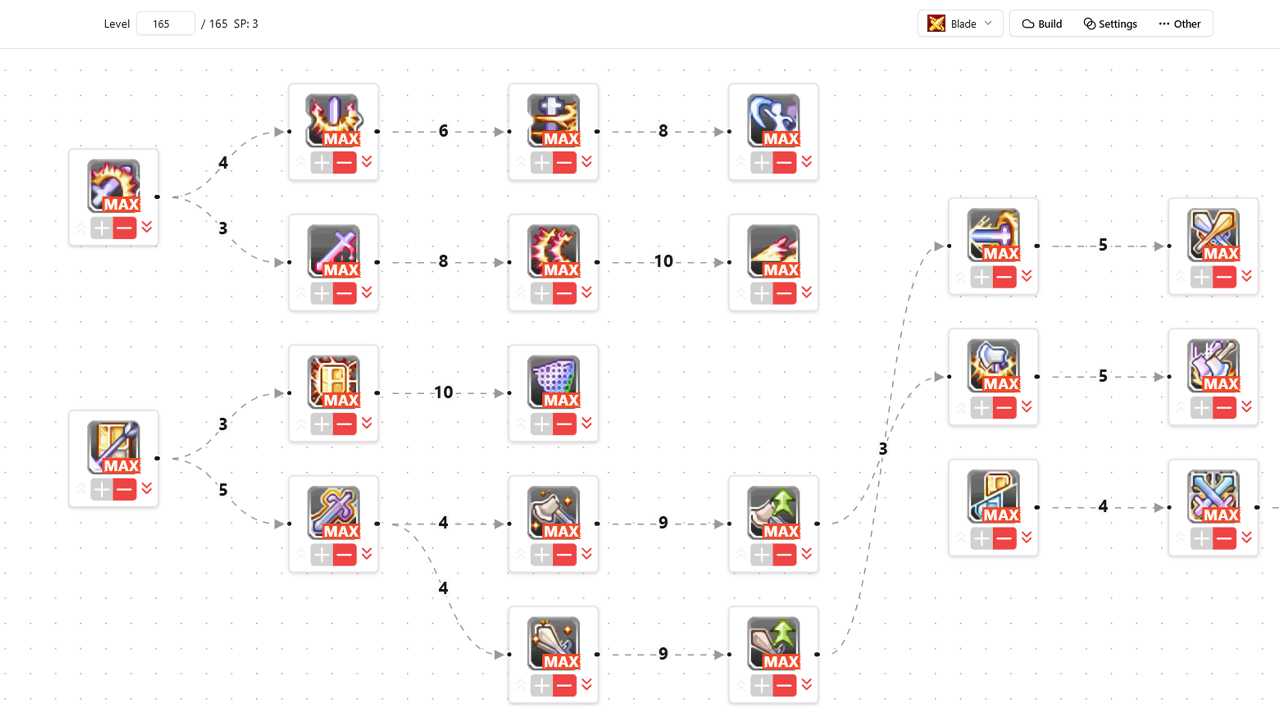 Level 165 / 165 SP: 3 Blade Build Settings Other
MAX 6 MAX 8 MAX
4
MAX
3
MAX 8 MAX 10 MAX
MAX 5 MAX
MAX 10 MAX
3
MAX
5
MAX 5 MAX
3
MAX 4 MAX 9 MAX
4
MAX 4 MAX
MAX 9 MAX